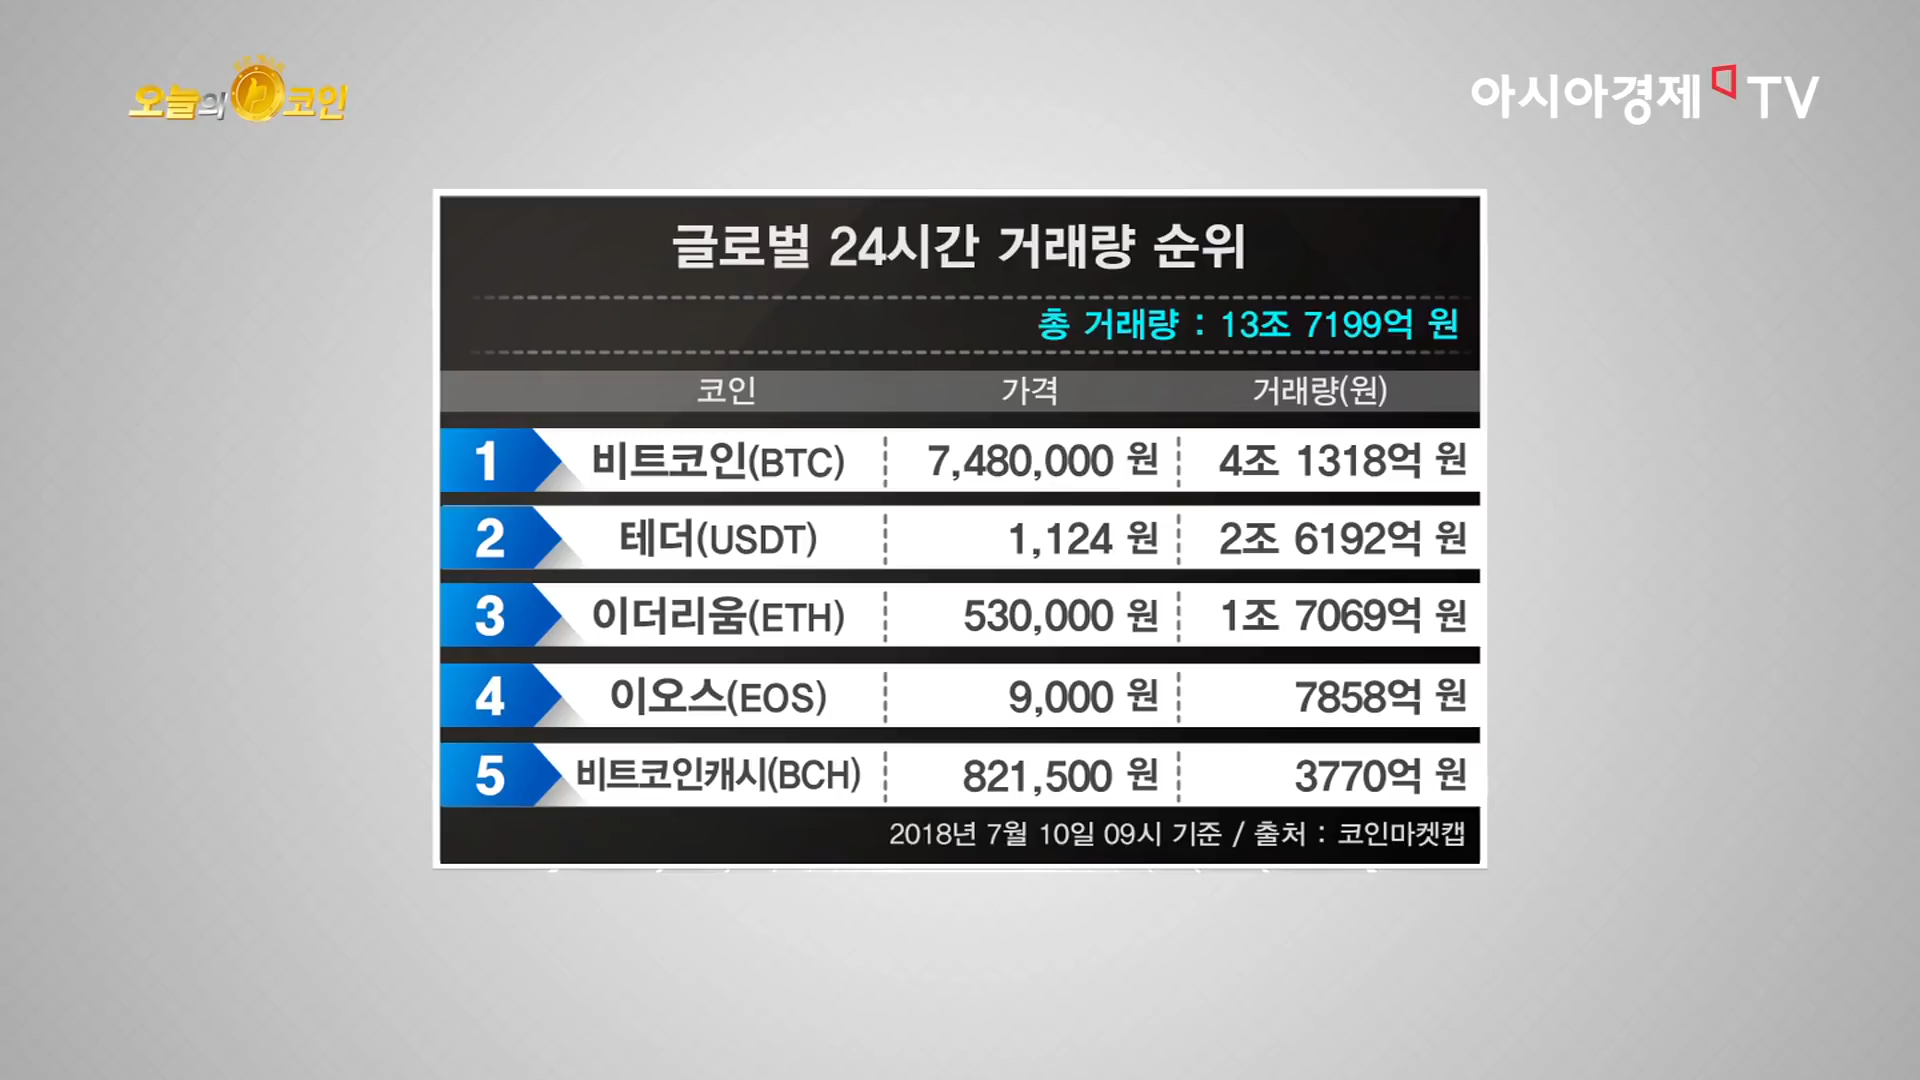 오늘의 코인
아시아경제 TV
글로벌 24시간 거래량 순위
총 거래량 : 13조 7199억 원
코인 가격 거래량(원)
1 비트코인(BTC) 7,480,000 원 4조 1318억 원
2 테더(USDT) 1,124 원 2조 6192억 원
3 이더리움(ETH) 530,000 원 1조 7069억 원
4 이오스(EOS) 9,000 원 7858억 원
5 비트코인캐시(BCH) 821,500 원 3770억 원
2018년 7월 10일 09시 기준 / 출처 : 코인마켓캡